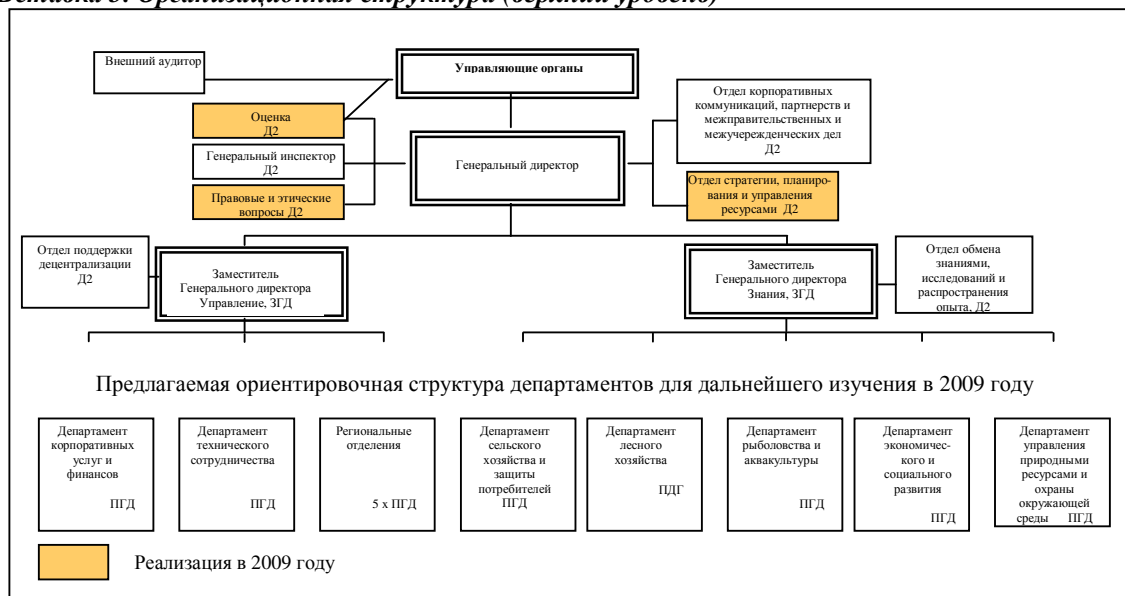 Вставка 5: Организационная структура (верхний уровень)
Внешний аудитор
Управляющие органы
Оценка
Д2
Генеральный инспектор
Д2
Правовые и этические
вопросы Д2
Генеральный директор
Отдел корпоративных
коммуникаций, партнерств и
межправительственных и
межучережденческих дел
Д2
Отдел стратегии, планиро-
вания и управления
ресурсами Д2
Отдел поддержки
децентрализации
Д2
Заместитель
Генерального директора
Управление, ЗГД
Заместитель
Генерального директора
Знания, ЗГД
Отдел обмена
знаниями,
исследований и
распространения
опыта, Д2
Предлагаемая ориентировочная структура департаментов для дальнейшего изучения в 2009 году
Департамент
корпоративных
услуг и
финансов
ПГД
Департамент
технического
сотрудничества
ПГД
Региональные
отделения
5 x ПГД
Департамент
сельского
хозяйства и
защиты
потребителей
ПГД
Департамент
лесного
хозяйства
ПДГ
Департамент
рыболовства и
аквакультуры
ПГД
Департамент
экономичес-
кого и
социального
развития
ПГД
Департамент
управления
природными
ресурсами и
охраны
окружающей
среды ПГД
Реализация в 2009 году